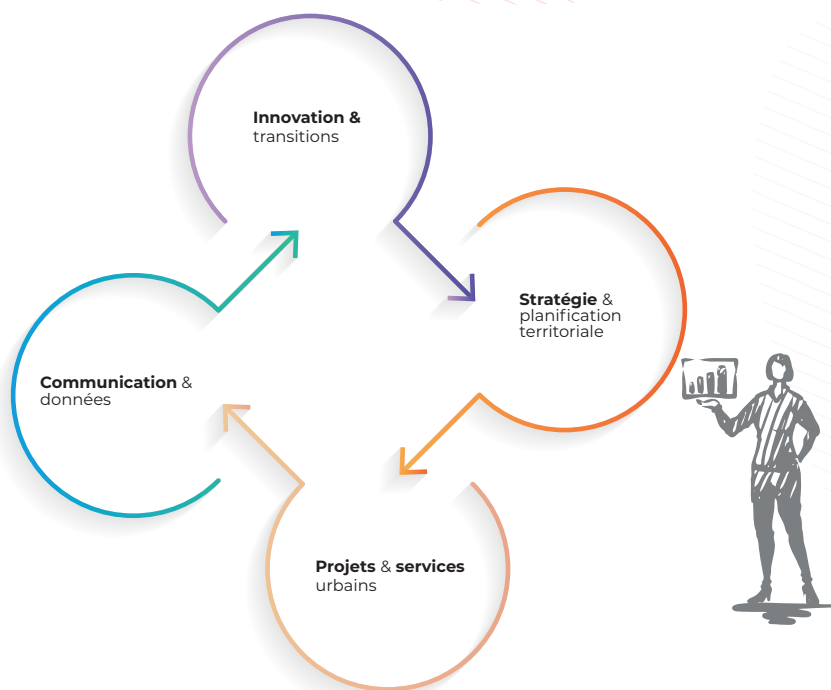 Innovation &
transitions
Stratégie &
planification
territoriale
Communication &
données
Projets & services
urbains